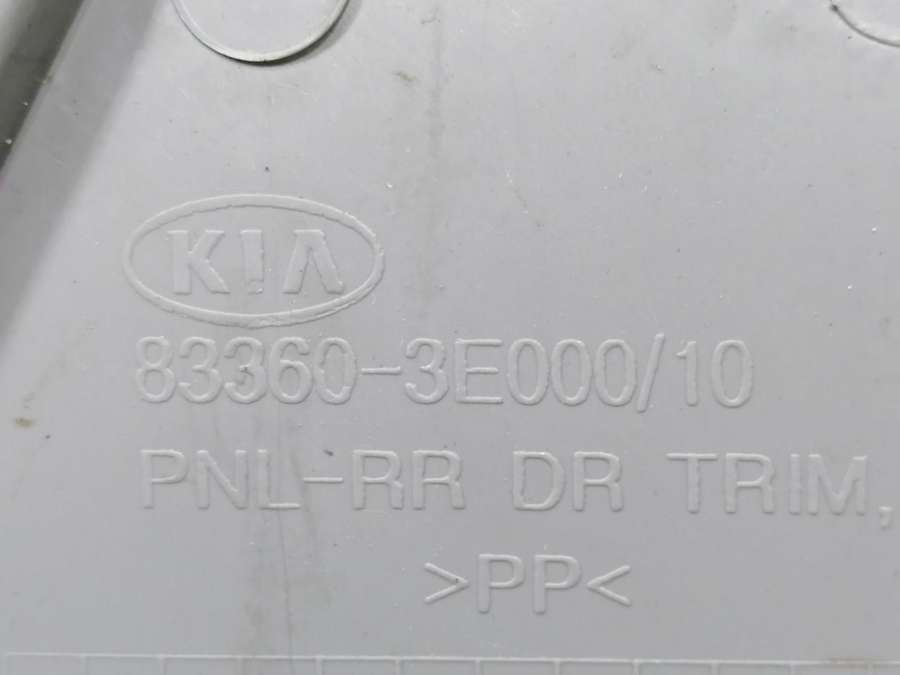 KIA
83360-3E000/10
PNL-RR DR TRIM,
>PP<